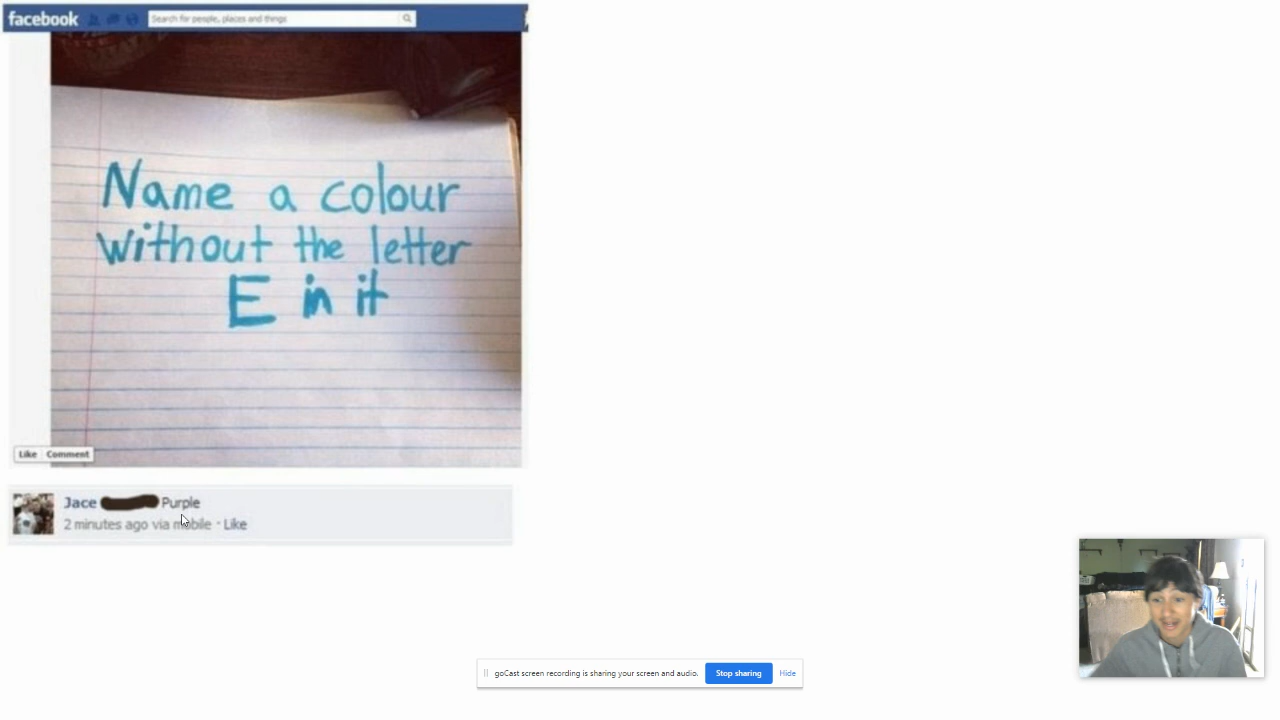 facebook
Search for people, places and things
Name a colour
without the letter
E in it
Like Comment
Jace Purple
2 minutes ago via mobile · Like
goCast screen recording is sharing your screen and audio. Stop sharing Hide